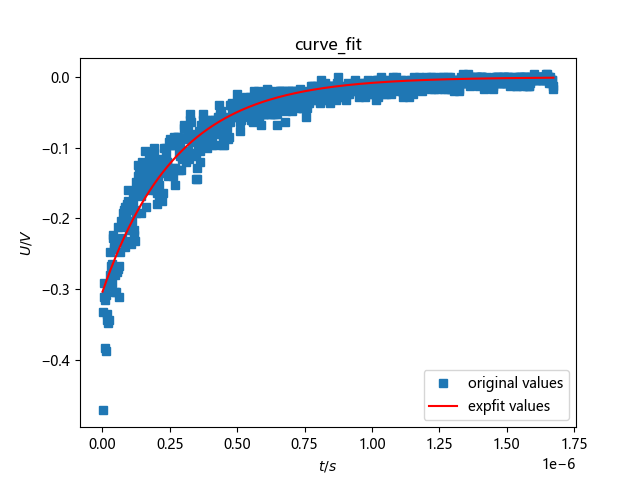 curve_fit
0.0
−0.1
−0.2
−0.3
−0.4
U/V
original values
expfit values
0.00
0.25
0.50
0.75
1.00
1.25
1.50
1.75
t/s
1e−6